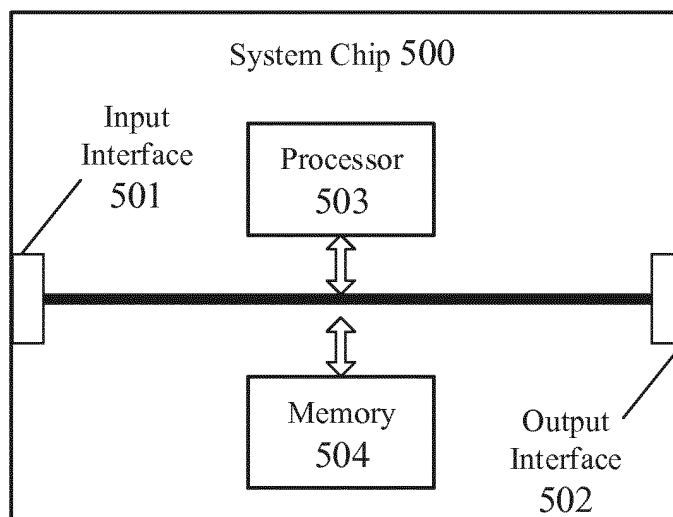 System Chip 500
Input
Interface
501
Processor
503
Memory
504
Output
Interface
502